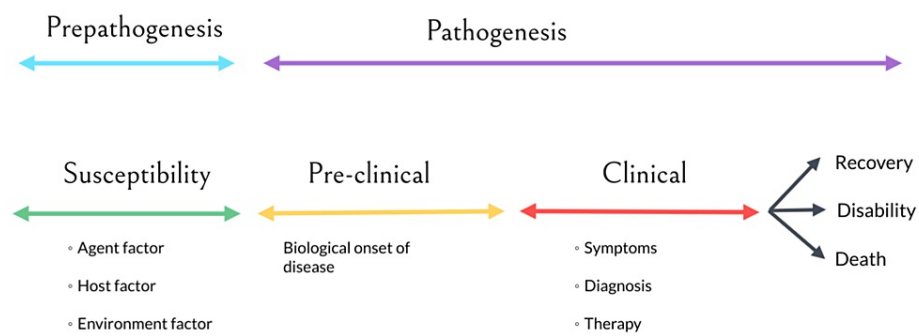 Prepathogenesis
Pathogenesis
Susceptibility
Pre-clinical
Clinical
Recovery
Disability
Death
◦ Agent factor
◦ Host factor
◦ Environment factor
Biological onset of
disease
◦ Symptoms
◦ Diagnosis
◦ Therapy